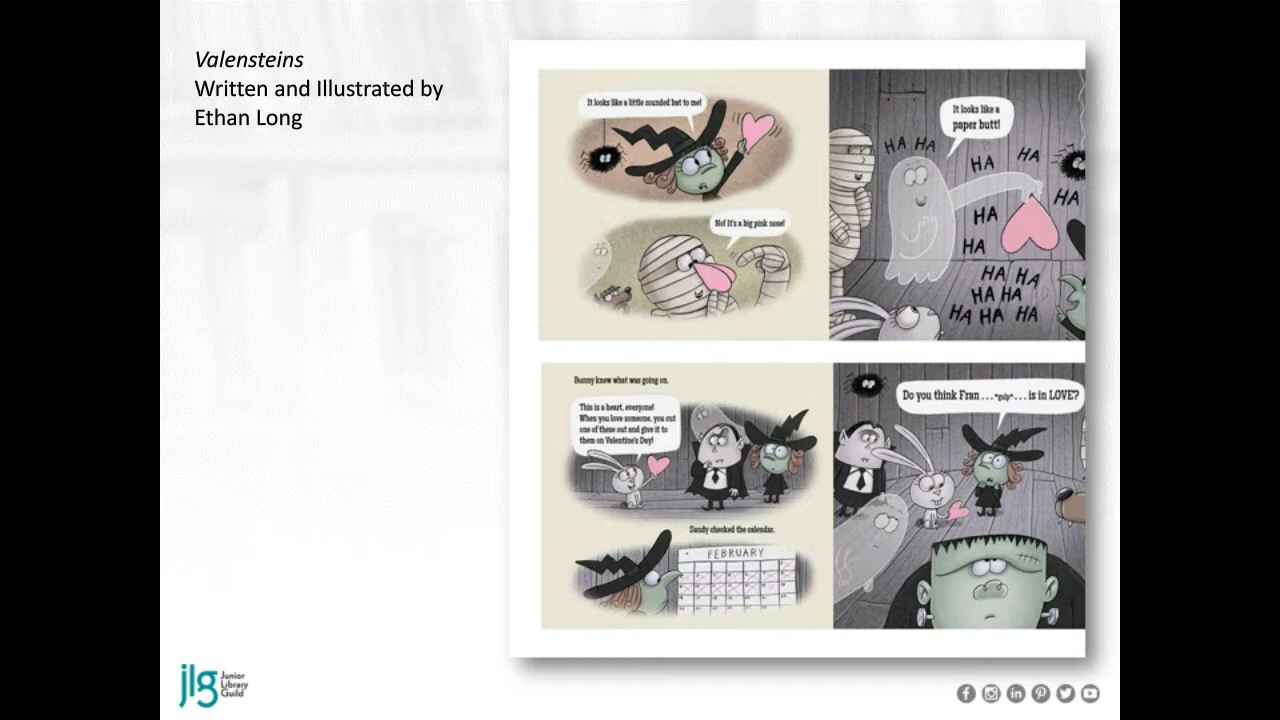 Valensteins
Written and Illustrated by
Ethan Long
It looks like a little rounded bat to me!
No! It's a big pink nose!
It looks like a
paper butt!
HA HA
HA HA
HA
HA
HA
HA HA
HA HA
HA HA HA
Bunny knew what was going on.
This is a heart, everyone!
When you love someone, you cut
one of these out and give it to
them on Valentine's Day!
Sandy checked the calendar.
FEBRUARY
Do you think Fran . . . *gulp* . . . is in LOVE?
jlg Junior
Library
Guild